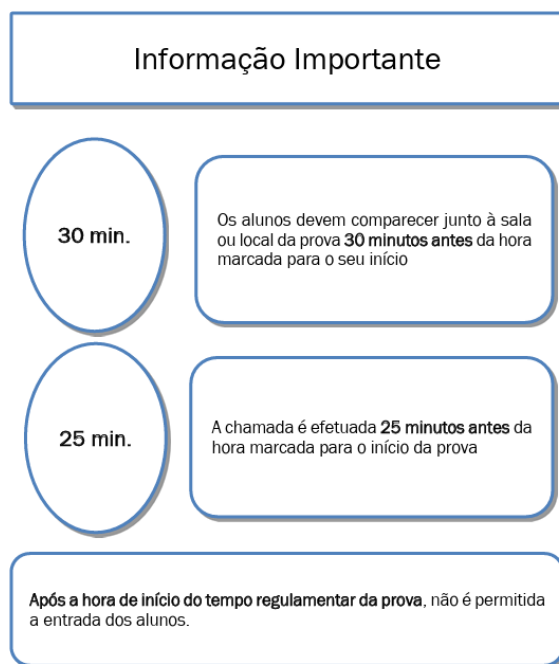 Informação Importante
30 min.
Os alunos devem comparecer junto à sala
ou local da prova 30 minutos antes da hora
marcada para o seu início
25 min.
A chamada é efetuada 25 minutos antes da
hora marcada para o início da prova
Após a hora de início do tempo regulamentar da prova, não é permitida
a entrada dos alunos.